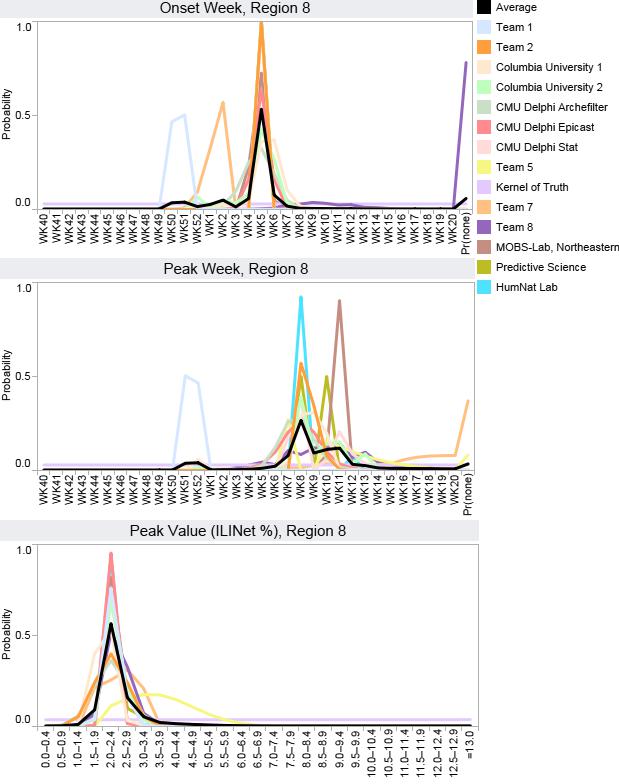 Onset Week, Region 8
Probability
1.0
0.5
0.0
WK40
WK41
WK42
WK43
WK44
WK45
WK46
WK47
WK48
WK49
WK50
WK51
WK52
WK1
WK2
WK3
WK4
WK5
WK6
WK7
WK8
WK9
WK10
WK11
WK12
WK13
WK14
WK15
WK16
WK17
WK18
WK19
WK20
Pr(none)
Peak Week, Region 8
Probability
1.0
0.5
0.0
WK40
WK41
WK42
WK43
WK44
WK45
WK46
WK47
WK48
WK49
WK50
WK51
WK52
WK1
WK2
WK3
WK4
WK5
WK6
WK7
WK8
WK9
WK10
WK11
WK12
WK13
WK14
WK15
WK16
WK17
WK18
WK19
WK20
Pr(none)
Peak Value (ILINet %), Region 8
Probability
1.0
0.5
0.0
0.0–0.4
0.5–0.9
1.0–1.4
1.5–1.9
2.0–2.4
2.5–2.9
3.0–3.4
3.5–3.9
4.0–4.4
4.5–4.9
5.0–5.4
5.5–5.9
6.0–6.4
6.5–6.9
7.0–7.4
7.5–7.9
8.0–8.4
8.5–8.9
9.0–9.4
9.5–9.9
10.0–10.4
10.5–10.9
11.0–11.4
11.5–11.9
12.0–12.4
12.5–12.9
=13.0
Average
Team 1
Team 2
Columbia University 1
Columbia University 2
CMU Delphi Archefilter
CMU Delphi Epicast
CMU Delphi Stat
Team 5
Kernel of Truth
Team 7
Team 8
MOBS-Lab, Northeastern
Predictive Science
HumNat Lab